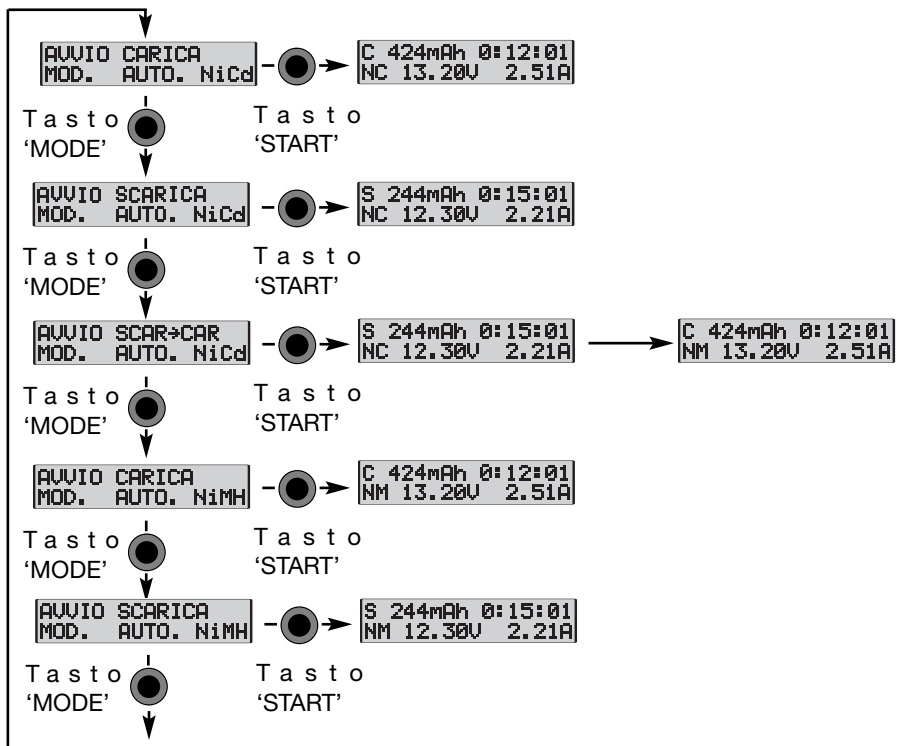 AVVIO CARICA
MOD. AUTO. NiCd
C 424mAh 0:12:01
NC 13.20V 2.51A
Tasto
'MODE'
Tasto
'START'
AVVIO SCARICA
MOD. AUTO. NiCd
S 244mAh 0:15:01
NC 12.30V 2.21A
Tasto
'MODE'
Tasto
'START'
AVVIO SCAR→CAR
MOD. AUTO. NiCd
S 244mAh 0:15:01
NC 12.30V 2.21A
C 424mAh 0:12:01
NM 13.20V 2.51A
Tasto
'MODE'
Tasto
'START'
AVVIO CARICA
MOD. AUTO. NiMH
C 424mAh 0:12:01
NM 13.20V 2.51A
Tasto
'MODE'
Tasto
'START'
AVVIO SCARICA
MOD. AUTO. NiMH
S 244mAh 0:15:01
NM 12.30V 2.21A
Tasto
'MODE'
Tasto
'START'